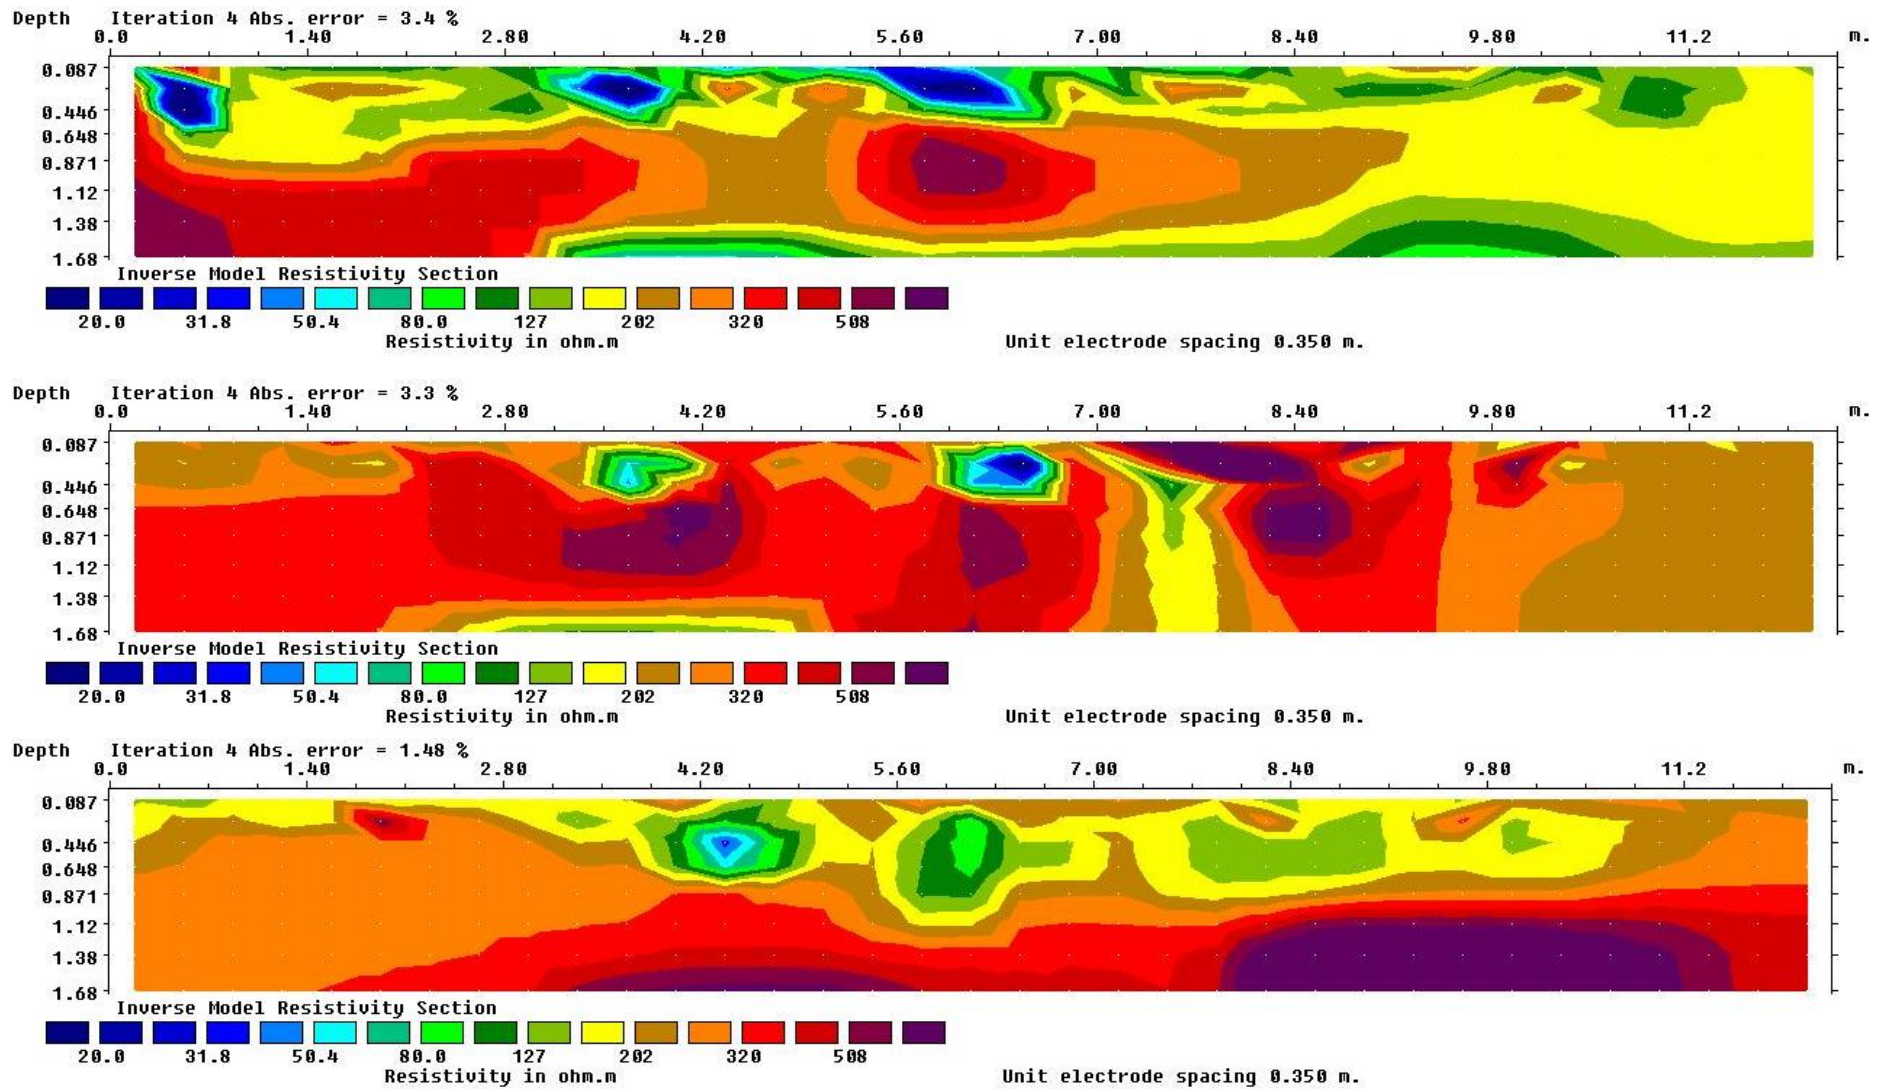 Depth Iteration 4 Abs. error = 3.4 %
0.0 1.40 2.80 4.20 5.60 7.00 8.40 9.80 11.2 m.
0.087
0.446
0.648
0.871
1.12
1.38
1.68
Inverse Model Resistivity Section
20.0 31.8 50.4 80.0 127 202 320 508
Resistivity in ohm.m Unit electrode spacing 0.350 m.
Depth Iteration 4 Abs. error = 3.3 %
0.0 1.40 2.80 4.20 5.60 7.00 8.40 9.80 11.2 m.
0.087
0.446
0.648
0.871
1.12
1.38
1.68
Inverse Model Resistivity Section
20.0 31.8 50.4 80.0 127 202 320 508
Resistivity in ohm.m Unit electrode spacing 0.350 m.
Depth Iteration 4 Abs. error = 1.48 %
0.0 1.40 2.80 4.20 5.60 7.00 8.40 9.80 11.2 m.
0.087
0.446
0.648
0.871
1.12
1.38
1.68
Inverse Model Resistivity Section
20.0 31.8 50.4 80.0 127 202 320 508
Resistivity in ohm.m Unit electrode spacing 0.350 m.